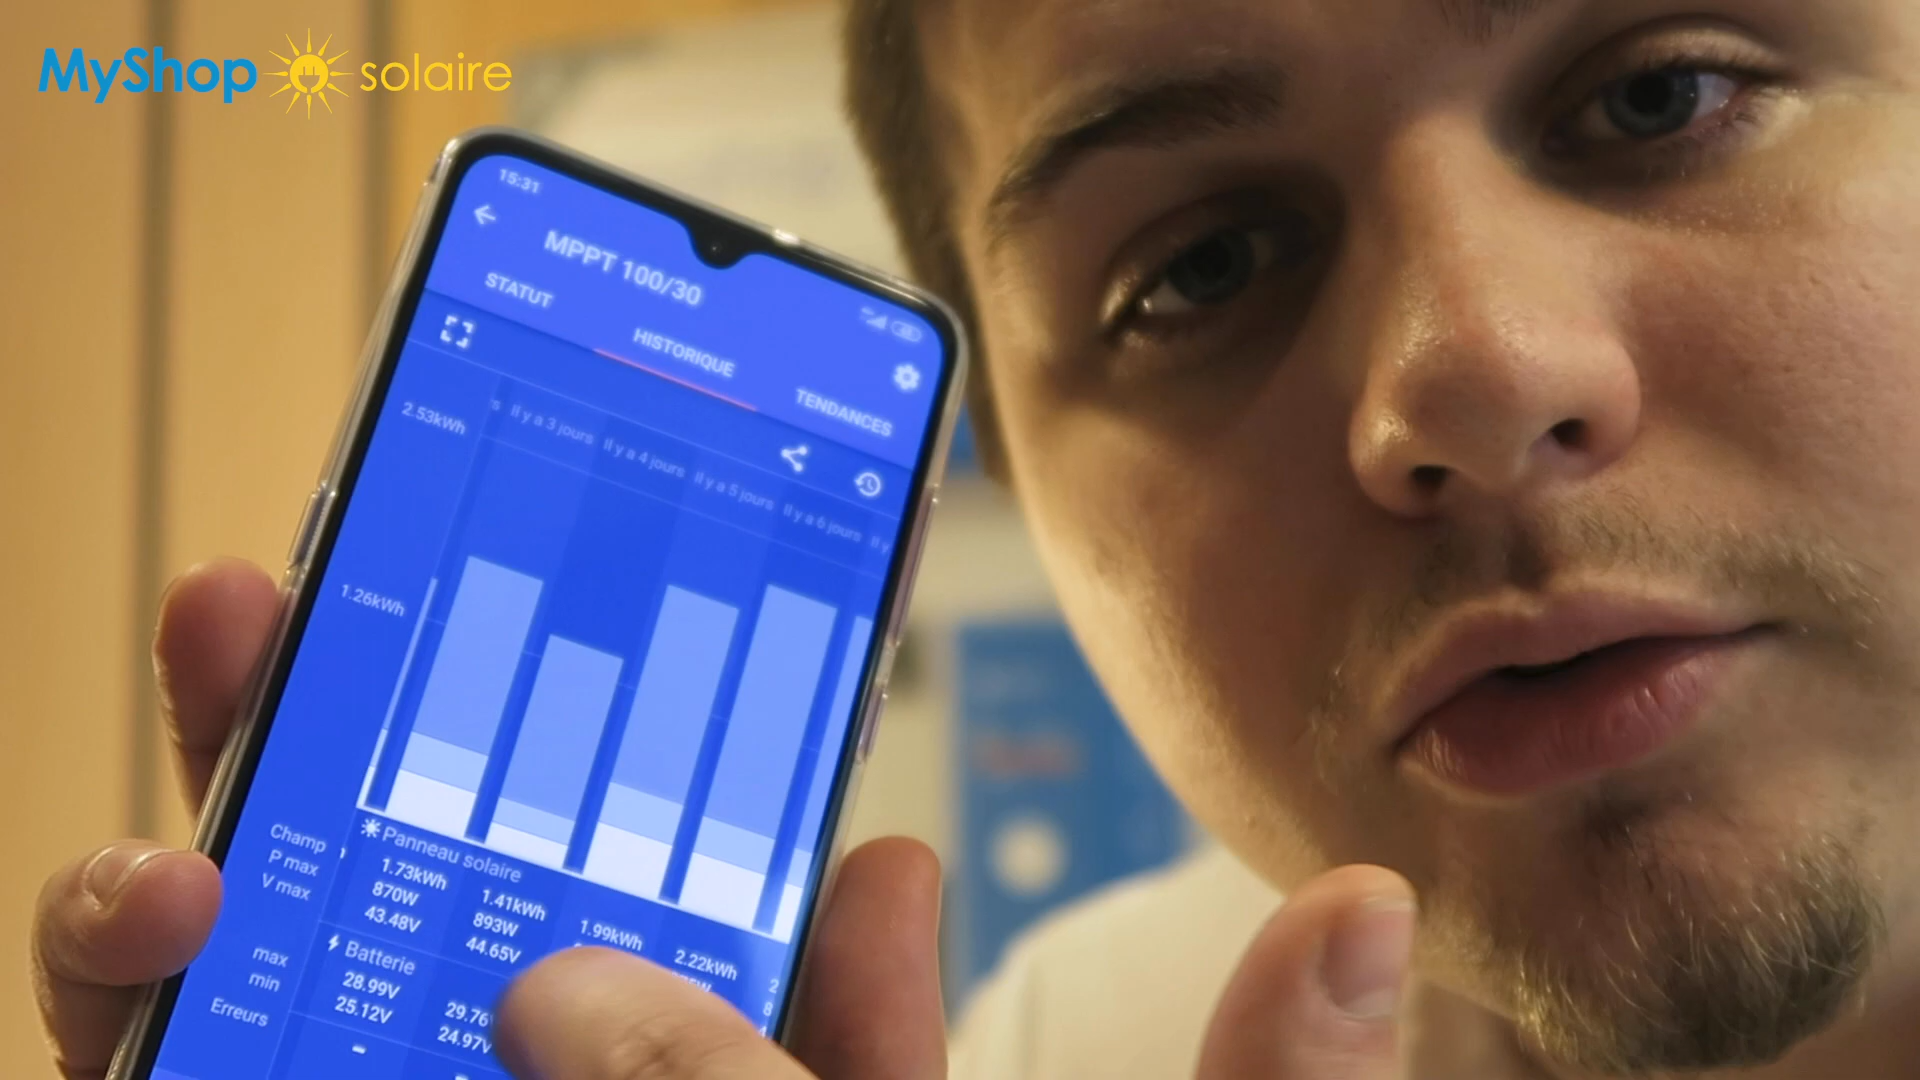 MyShop solaire
15:31
MPPT 100/30
STATUT
HISTORIQUE
TENDANCES
Il y a 3 jours
Il y a 4 jours
Il y a 5 jours
Il y a 6 jours
2.53kWh
1.26kWh
Panneau solaire
Champ 1.73kWh 1.41kWh 1.99kWh 2.22kWh
P max 870W 893W
V max 43.48V 44.65V
Batterie
max 28.99V 29.76
min 25.12V 24.97V
Erreurs